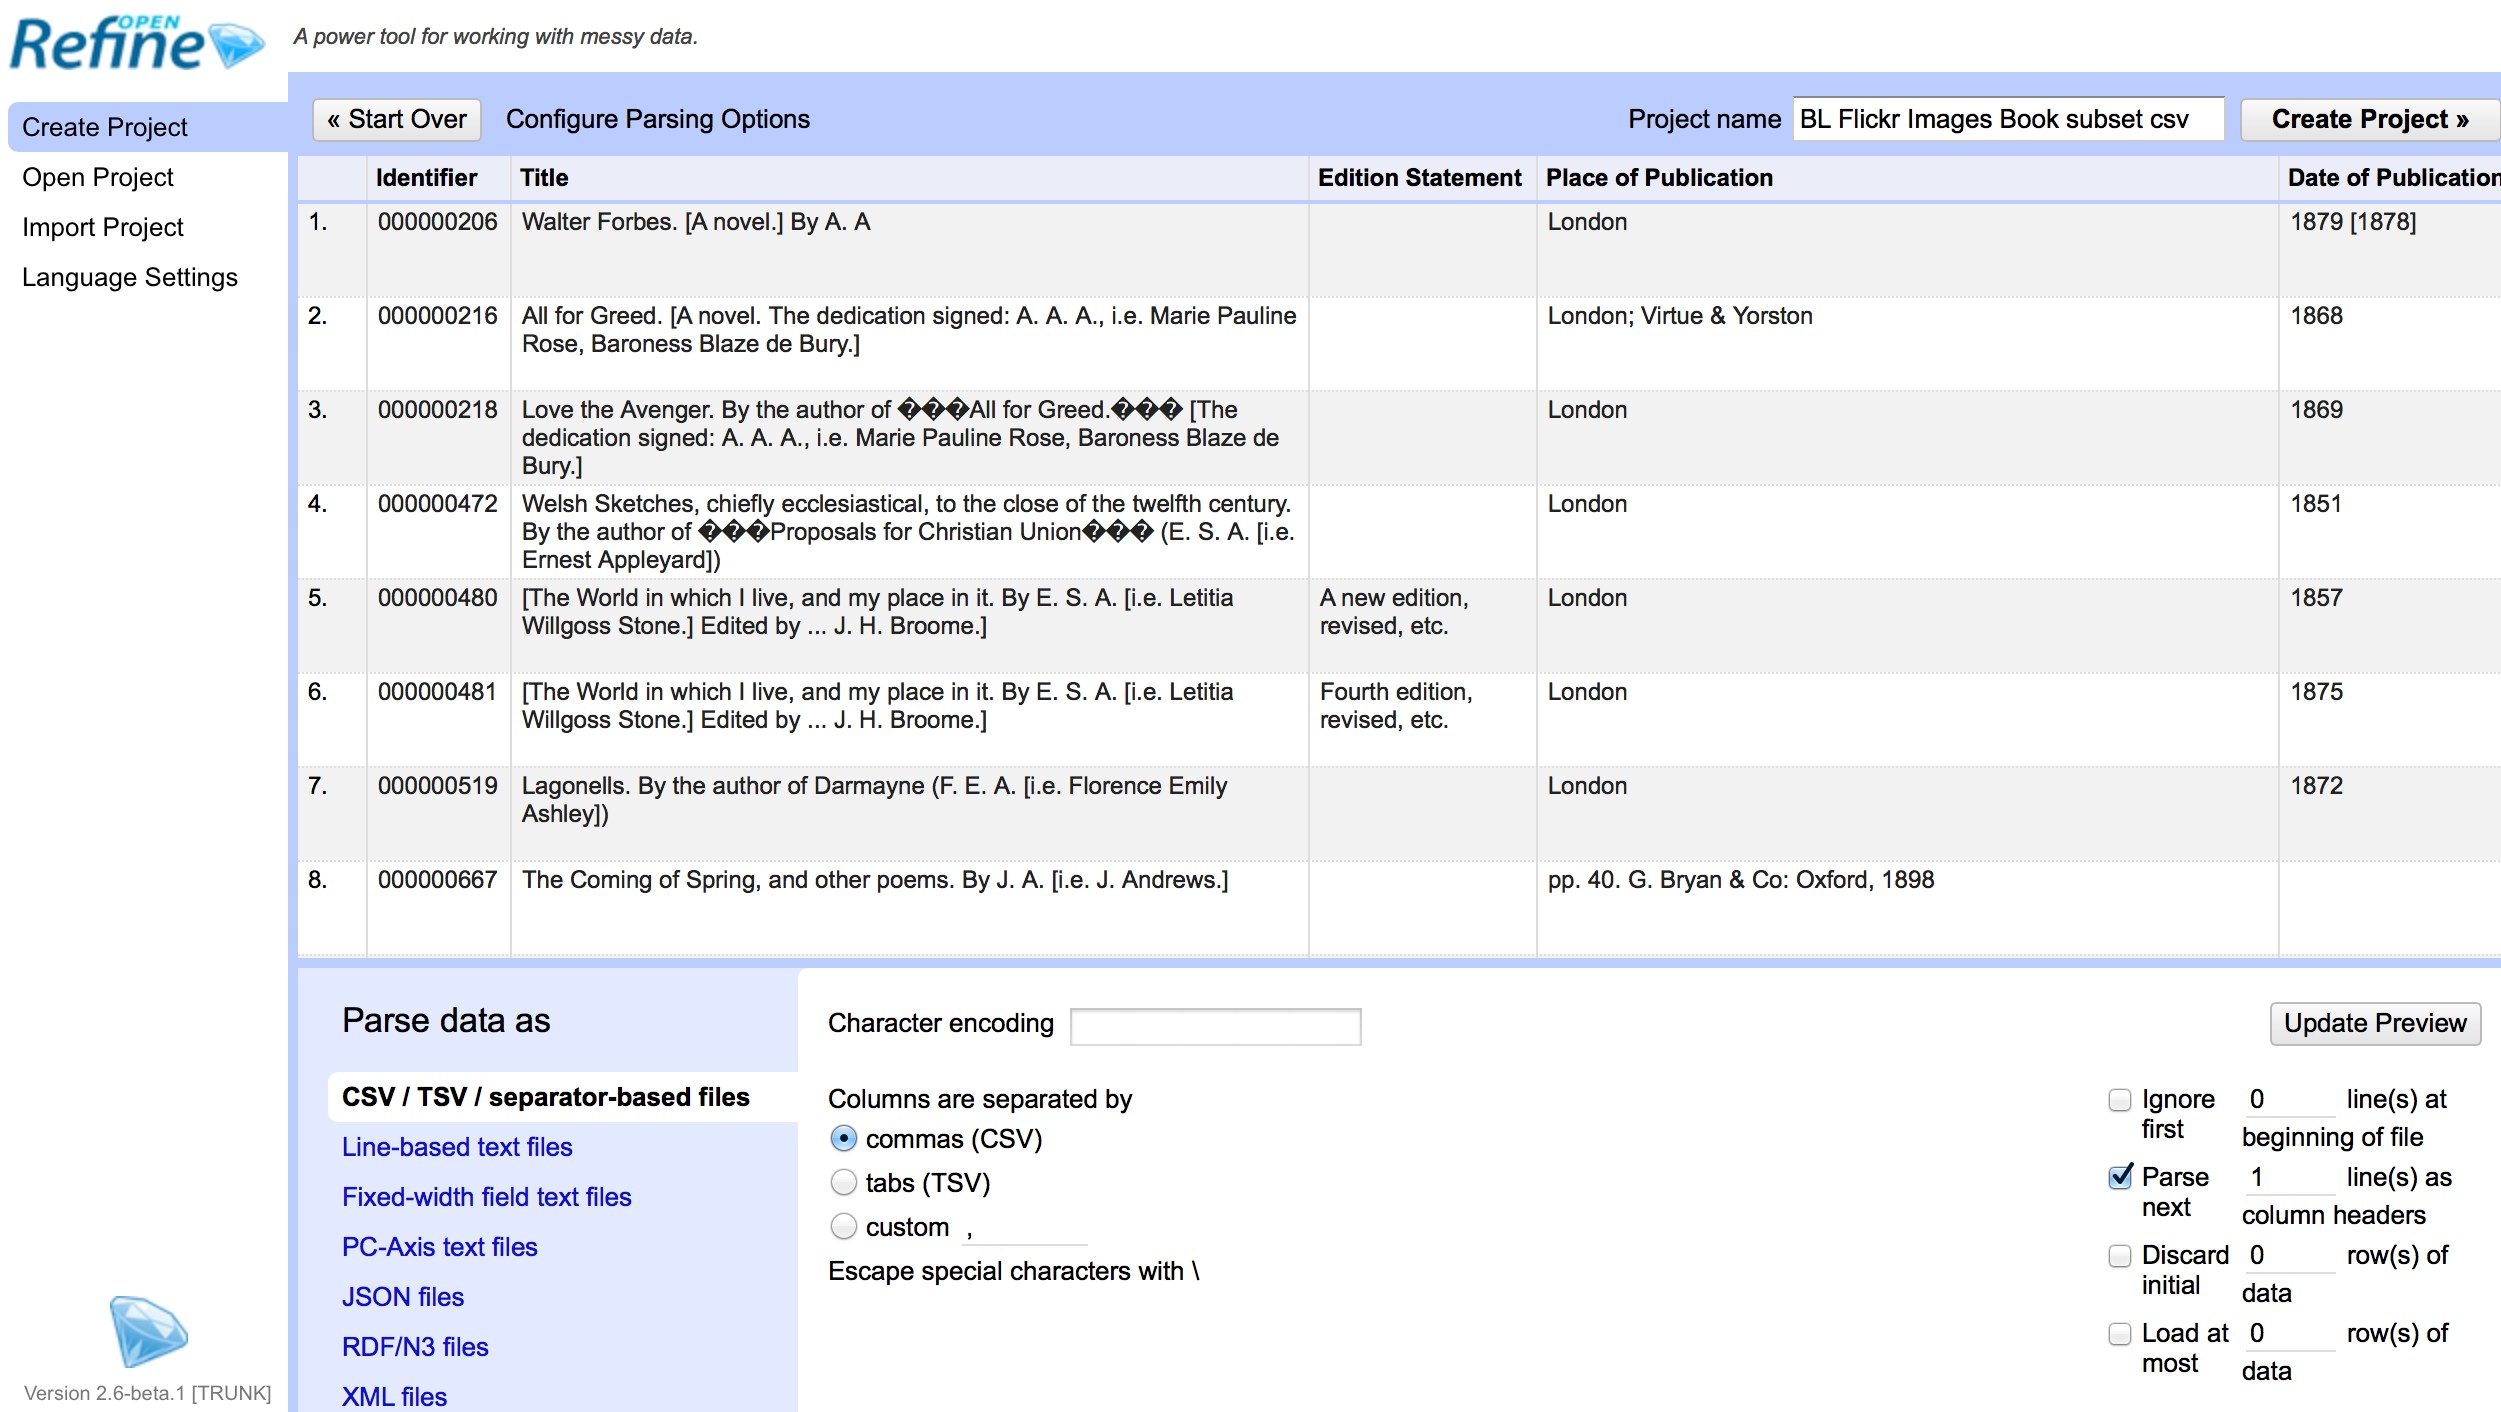 OPEN
Refine
A power tool for working with messy data.
Create Project
Open Project
Import Project
Language Settings
« Start Over
Configure Parsing Options
Project name
BL Flickr Images Book subset csv
Create Project »
Identifier
Title
Edition Statement
Place of Publication
Date of Publication
1.
000000206
Walter Forbes. [A novel.] By A. A
London
1879 [1878]
2.
000000216
All for Greed. [A novel. The dedication signed: A. A. A., i.e. Marie Pauline
Rose, Baroness Blaze de Bury.]
London; Virtue & Yorston
1868
3.
000000218
Love the Avenger. By the author of ���All for Greed.��� [The
dedication signed: A. A. A., i.e. Marie Pauline Rose, Baroness Blaze de
Bury.]
London
1869
4.
000000472
Welsh Sketches, chiefly ecclesiastical, to the close of the twelfth century.
By the author of ���Proposals for Christian Union��� (E. S. A. [i.e.
Ernest Appleyard])
London
1851
5.
000000480
[The World in which I live, and my place in it. By E. S. A. [i.e. Letitia
Willgoss Stone.] Edited by ... J. H. Broome.]
A new edition,
revised, etc.
London
1857
6.
000000481
[The World in which I live, and my place in it. By E. S. A. [i.e. Letitia
Willgoss Stone.] Edited by ... J. H. Broome.]
Fourth edition,
revised, etc.
London
1875
7.
000000519
Lagonells. By the author of Darmayne (F. E. A. [i.e. Florence Emily
Ashley])
London
1872
8.
000000667
The Coming of Spring, and other poems. By J. A. [i.e. J. Andrews.]
pp. 40. G. Bryan & Co: Oxford, 1898
Parse data as
CSV / TSV / separator-based files
Line-based text files
Fixed-width field text files
PC-Axis text files
JSON files
RDF/N3 files
XML files
Character encoding
Columns are separated by
commas (CSV)
tabs (TSV)
custom ,
Escape special characters with \
Update Preview
Ignore first 0 line(s) at beginning of file
Parse next 1 line(s) as column headers
Discard initial 0 row(s) of data
Load at most 0 row(s) of data
Version 2.6-beta.1 [TRUNK]